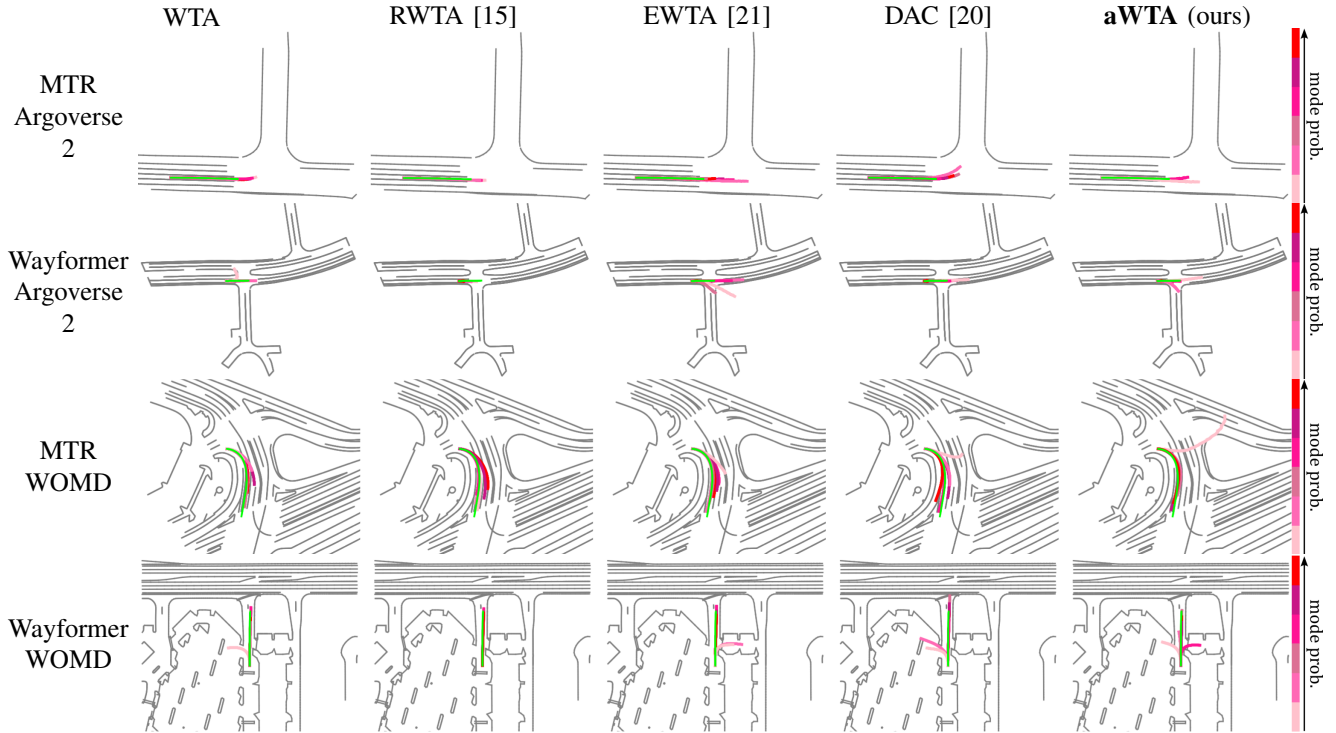 WTA RWTA [15] EWTA [21] DAC [20] aWTA (ours)
MTR
Argoverse
2
mode prob.
Wayformer
Argoverse
2
mode prob.
MTR
WOMD
mode prob.
Wayformer
WOMD
mode prob.